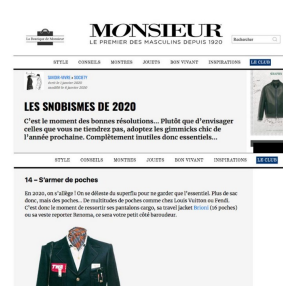 La Boutique de Monsieur
MONSIEUR
LE PREMIER DES MASCULINS DEPUIS 1920
Rechercher
STYLE CONSEILS MONTRES JOUETS BON VIVANT INSPIRATIONS LE CLUB
LES SNOBISMES DE 2020
C'est le moment des bonnes résolutions... Plutôt que d'envisager
celles que vous ne tiendrez pas, adoptez les gimmicks chic de
l'année prochaine. Complètement inutiles donc essentiels...
STYLE CONSEILS MONTRES JOUETS BON VIVANT INSPIRATIONS LE CLUB
14 – S'armer de poches
En 2020, on s'allège ! On se déleste du superflu pour ne garder que l'essentiel. Plus de sac
donc, mais des poches... De multitudes de poches comme chez Louis Vuitton ou Fendi.
C'est donc le moment de ressortir ses pantalons cargo, sa travel jacket Brioni (16 poches)
ou sa veste reporter Renoma, ce sera votre petit côté baroudeur.